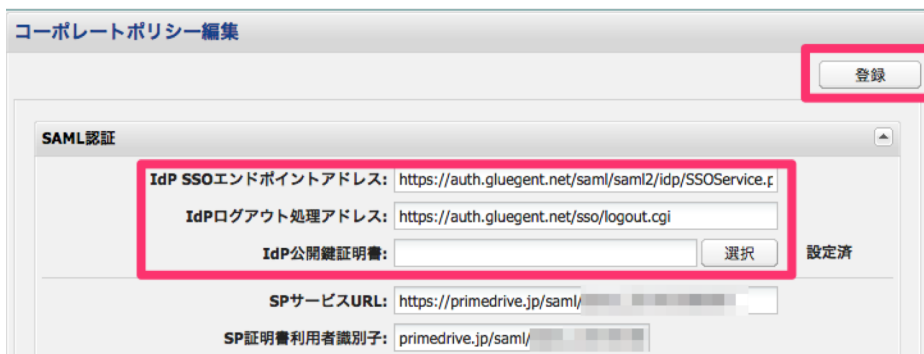 コーポレートポリシー編集
登録
SAML認証
IdP SSOエンドポイントアドレス: https://auth.gluegent.net/saml/saml2/idp/SSOService.p
IdPログアウト処理アドレス: https://auth.gluegent.net/sso/logout.cgi
IdP公開鍵証明書: 選択 設定済
SPサービスURL: https://primedrive.jp/saml/
SP証明書利用者識別子: primedrive.jp/saml/